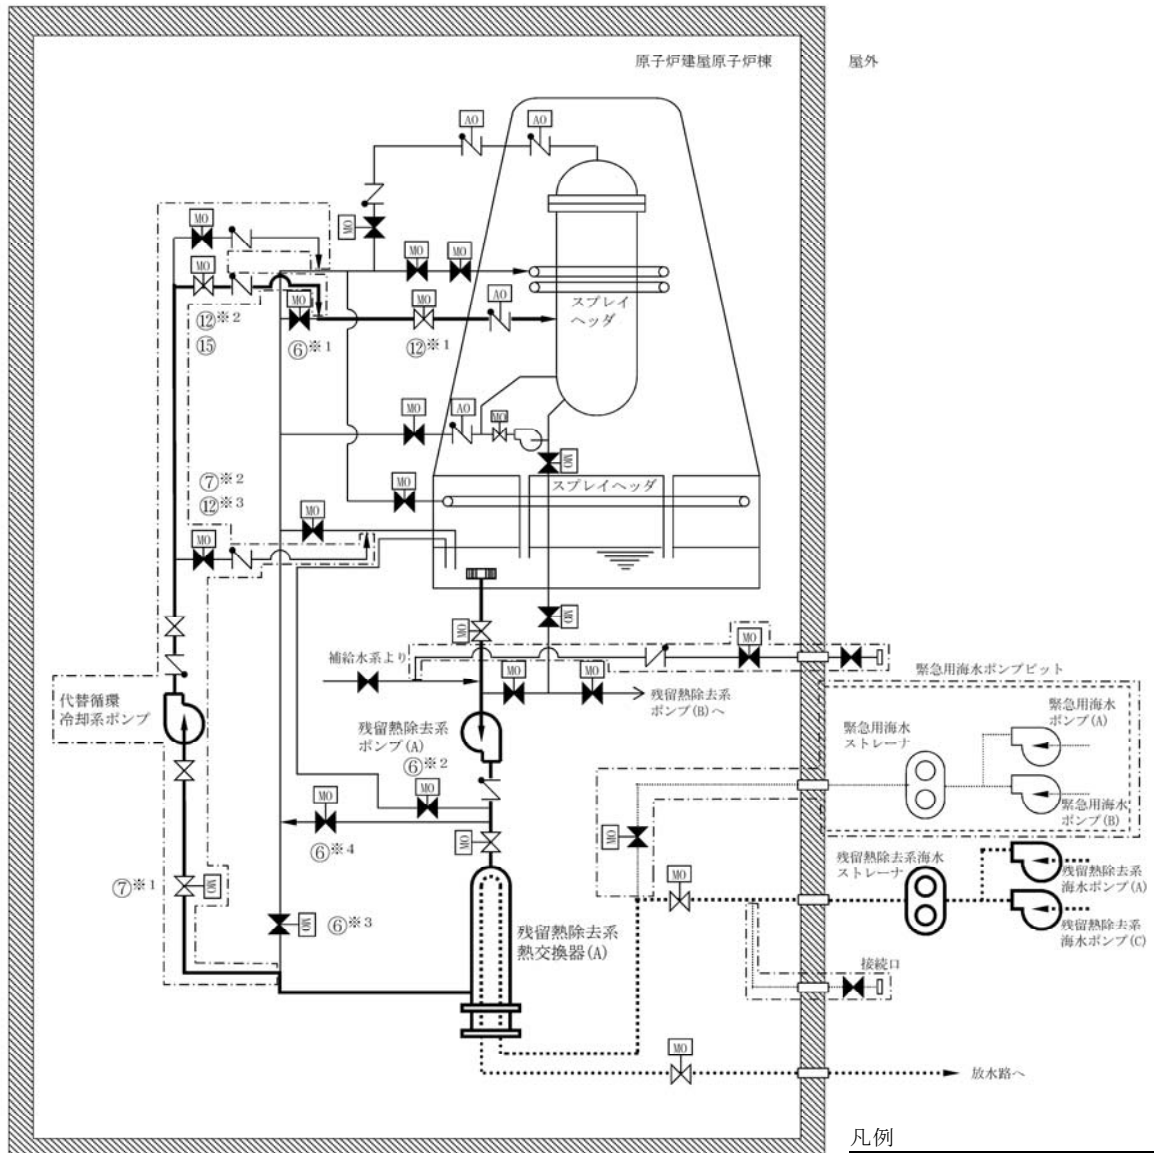 原子炉建屋原子炉棟
屋外
AO
AO
MO
MO
MO
MO
MO
スプレイ
ヘッダ
AO
MO
MO
⑫※2
⑮
⑥※1
⑫※1
MO
AO
MO
MO
スプレイヘッダ
⑦※2
⑫※3
MO
MO
MO
MO
MO
MO
補給水系より
MO
MO
残留熱除去系
ポンプ(B)へ
緊急用海水ポンプピット
代替循環
冷却系ポンプ
残留熱除去系
ポンプ(A)
⑥※2
緊急用海水
ストレーナ
緊急用海水
ポンプ(A)
緊急用海水
ポンプ(B)
MO
MO
⑥※4
MO
MO
残留熱除去系海水
ストレーナ
残留熱除去系
海水ポンプ(A)
残留熱除去系
海水ポンプ(C)
⑦※1
MO
MO
MO
⑥※3
残留熱除去系
熱交換器(A)
接続口
MO
放水路へ
凡例